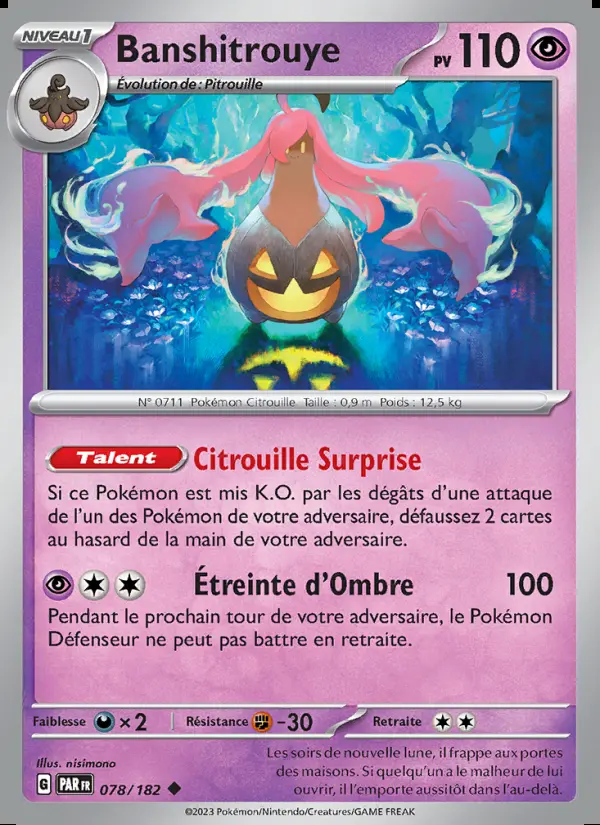 NIVEAU 1
Banshitrouye
PV 110
Évolution de : Pitrouille
N° 0711 Pokémon Citrouille Taille : 0,9 m Poids : 12,5 kg
Talent Citrouille Surprise
Si ce Pokémon est mis K.O. par les dégâts d'une attaque
de l'un des Pokémon de votre adversaire, défaussez 2 cartes
au hasard de la main de votre adversaire.
Étreinte d'Ombre 100
Pendant le prochain tour de votre adversaire, le Pokémon
Défenseur ne peut pas battre en retraite.
Faiblesse ×2 Résistance -30 Retraite
Illus. nisimono
G PAR FR 078/182
Les soirs de nouvelle lune, il frappe aux portes
des maisons. Si quelqu'un a le malheur de lui
ouvrir, il l'emporte aussitôt dans l'au-delà.
©2023 Pokémon/Nintendo/Creatures/GAME FREAK